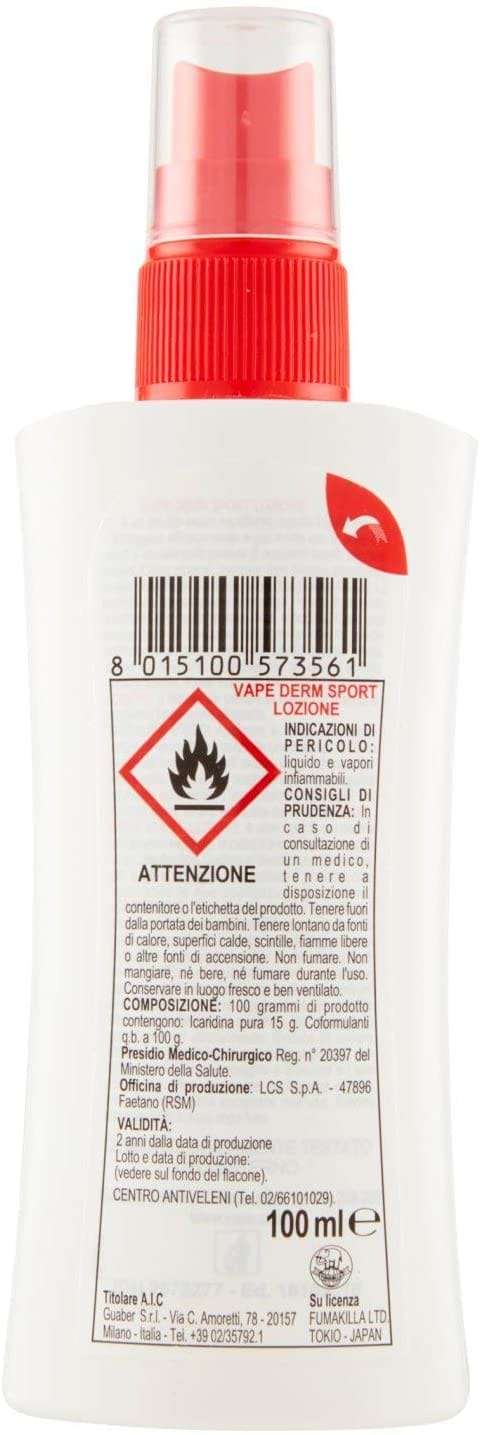 8 015100 573561
VAPE DERM SPORT
LOZIONE
INDICAZIONI DI
PERICOLO:
liquido e vapori
infiammabili.
CONSIGLI DI
PRUDENZA: In
caso di
consultazione di
un medico,
tenere a
disposizione il
ATTENZIONE
contenitore o l'etichetta del prodotto. Tenere fuori
dalla portata dei bambini. Tenere lontano da fonti
di calore, superfici calde, scintille, fiamme libere
o altre fonti di accensione. Non fumare. Non
mangiare, né bere, né fumare durante l'uso.
Conservare in luogo fresco e ben ventilato.
COMPOSIZIONE: 100 grammi di prodotto
contengono: Icaridina pura 15 g. Coformulanti
q.b. a 100 g.
Presidio Medico-Chirurgico Reg. n° 20397 del
Ministero della Salute.
Officina di produzione: LCS S.p.A. - 47896
Faetano (RSM)
VALIDITÀ:
2 anni dalla data di produzione
Lotto e data di produzione:
(vedere sul fondo del flacone).
CENTRO ANTIVELENI (Tel. 02/66101029).
100 ml e
Titolare A.I.C
Guaber S.r.l. - Via C. Amoretti, 78 - 20157
Milano - Italia - Tel. +39 02/35792.1
Su licenza
FUMAKILLA LTD.
TOKIO - JAPAN